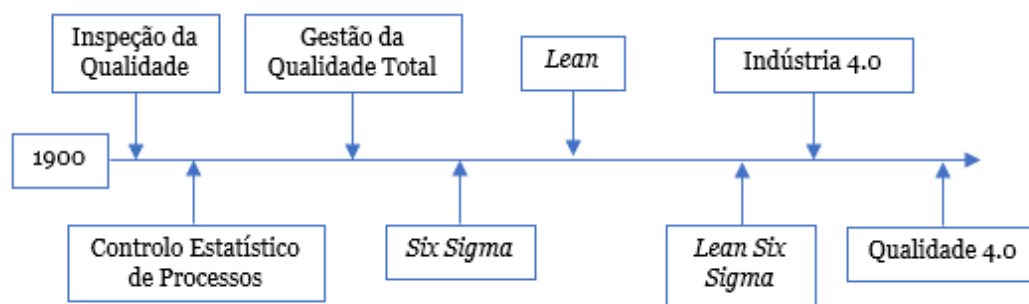 Inspeção da
Qualidade
Gestão da
Qualidade Total
Lean
Indústria 4.0
1900
Controlo Estatístico
de Processos
Six Sigma
Lean Six
Sigma
Qualidade 4.0